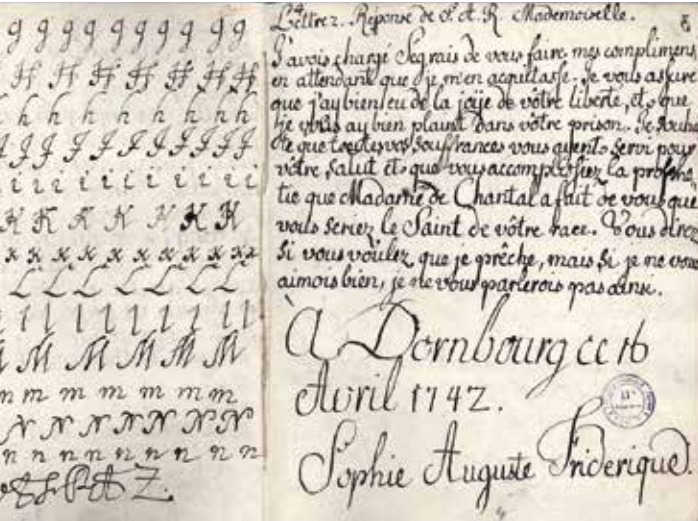 g g g g g g g g g
H H H H H H H
h h h h h h h h
J J J J J J J J J
i i i i i i i i i
K K K K K K K
k k k k k k k k k k
L L L L L L L
l l l l l l l l
M M M M M M
m m m m m m
N N N N N N N N
n n n n n n n n
Z.
Lettre 2. Réponse de S. A. R. Mademoiselle.
J'avois chargé Segrais de vous faire mes complimens
en attendant que je m'en acquitasse. Je vous assure
que j'ay bien eu de la joije de vôtre liberté, et que
je vous ay bien plaint dans vôtre prison. Je souhai
te que toutes vos souffrances vous ayent servi pour
vôtre salut et que vous accomplissiez la prophe
tie que Madame de Chantal a fait de vous que
vous seriez le Saint de vôtre race. Vous direz
si vous voulez que je prêche, mais si je ne vous
aimois bien, je ne vous parlerois pas ainsi.
À Dornbourg ce 16
Avril 1742.
Sophie Auguste Friderique.